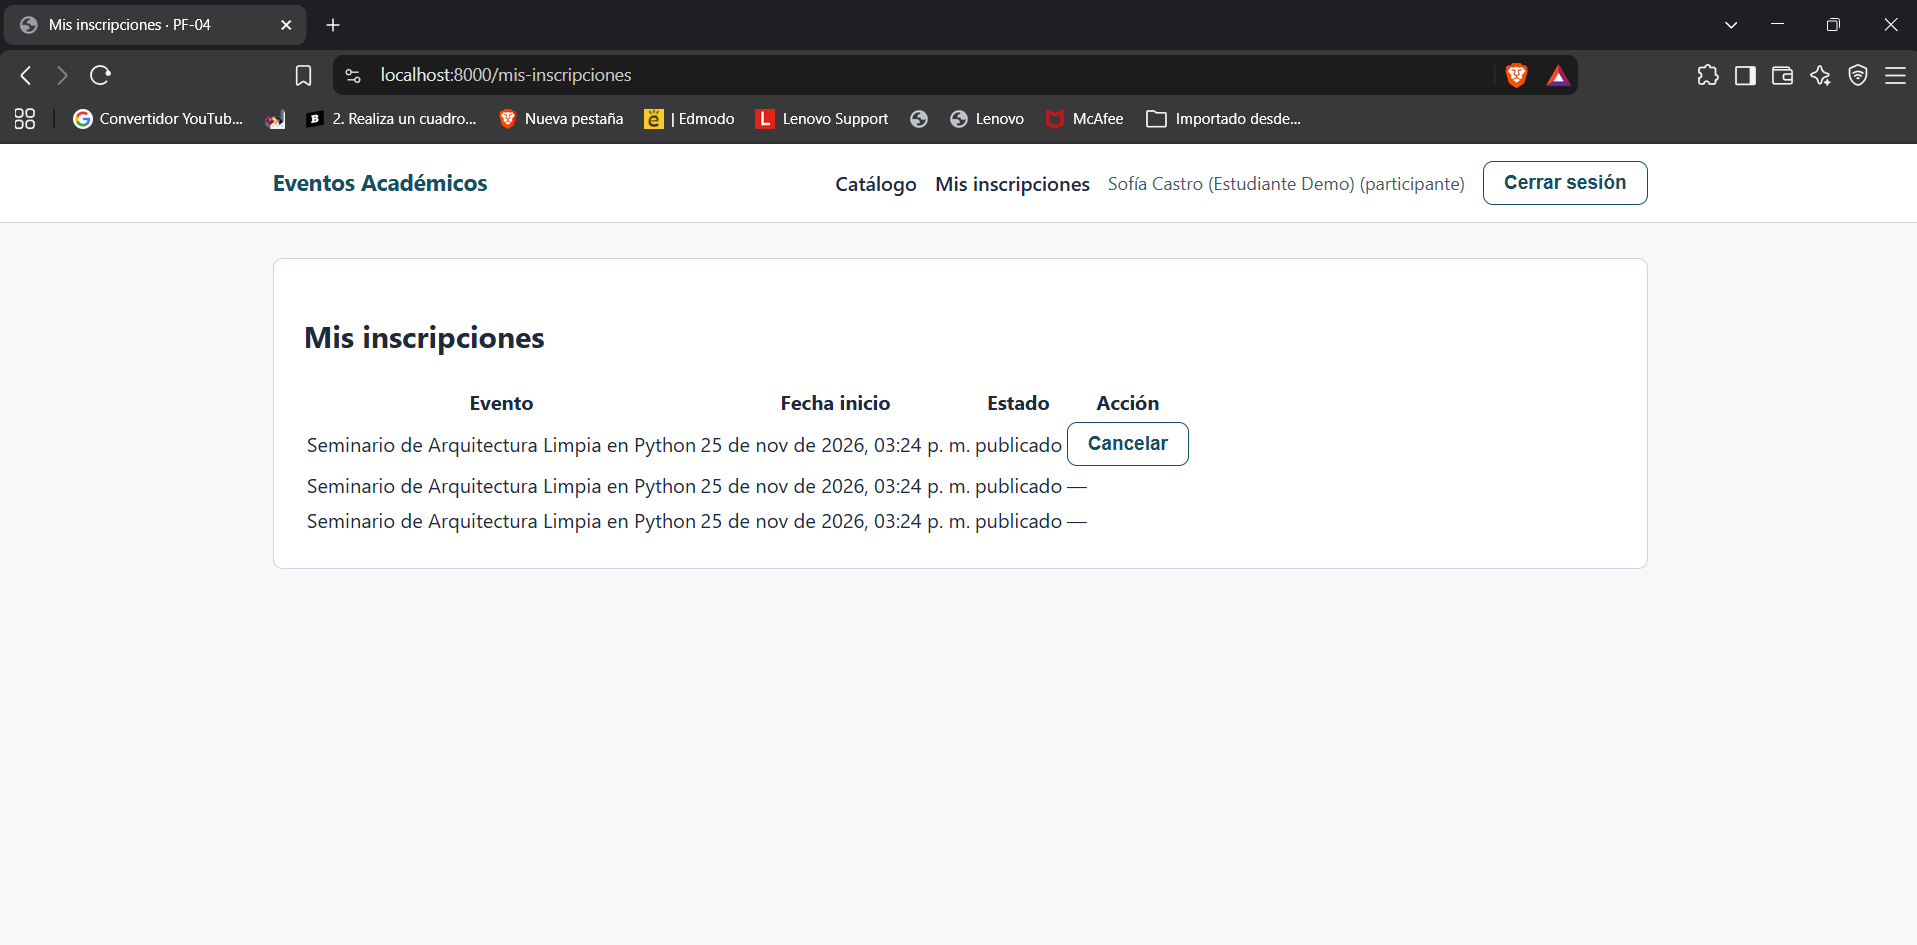 Mis inscripciones · PF-04
localhost:8000/mis-inscripciones
Convertidor YouTub... 2. Realiza un cuadro... Nueva pestaña | Edmodo Lenovo Support Lenovo McAfee Importado desde...
Eventos Académicos Catálogo Mis inscripciones Sofía Castro (Estudiante Demo) (participante) Cerrar sesión
Mis inscripciones
Evento Fecha inicio Estado Acción
Seminario de Arquitectura Limpia en Python 25 de nov de 2026, 03:24 p. m. publicado Cancelar
Seminario de Arquitectura Limpia en Python 25 de nov de 2026, 03:24 p. m. publicado —
Seminario de Arquitectura Limpia en Python 25 de nov de 2026, 03:24 p. m. publicado —